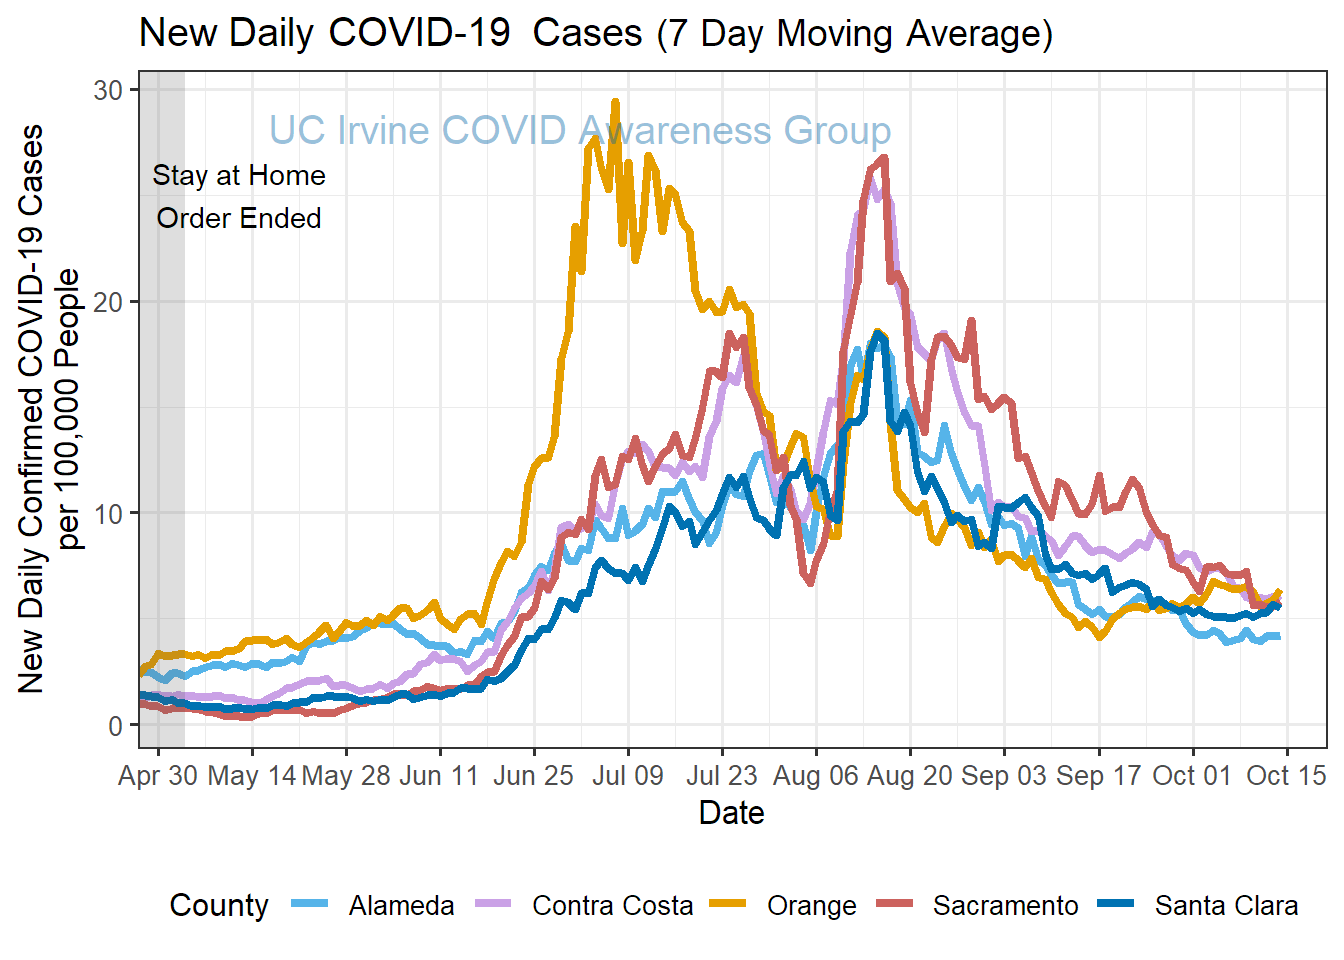 New Daily COVID-19 Cases (7 Day Moving Average)
UC Irvine COVID Awareness Group
Stay at Home
Order Ended
New Daily Confirmed COVID-19 Cases
per 100,000 People
30
20
10
0
Apr 30 May 14 May 28 Jun 11 Jun 25 Jul 09 Jul 23 Aug 06 Aug 20 Sep 03 Sep 17 Oct 01 Oct 15
Date
County Alameda Contra Costa Orange Sacramento Santa Clara